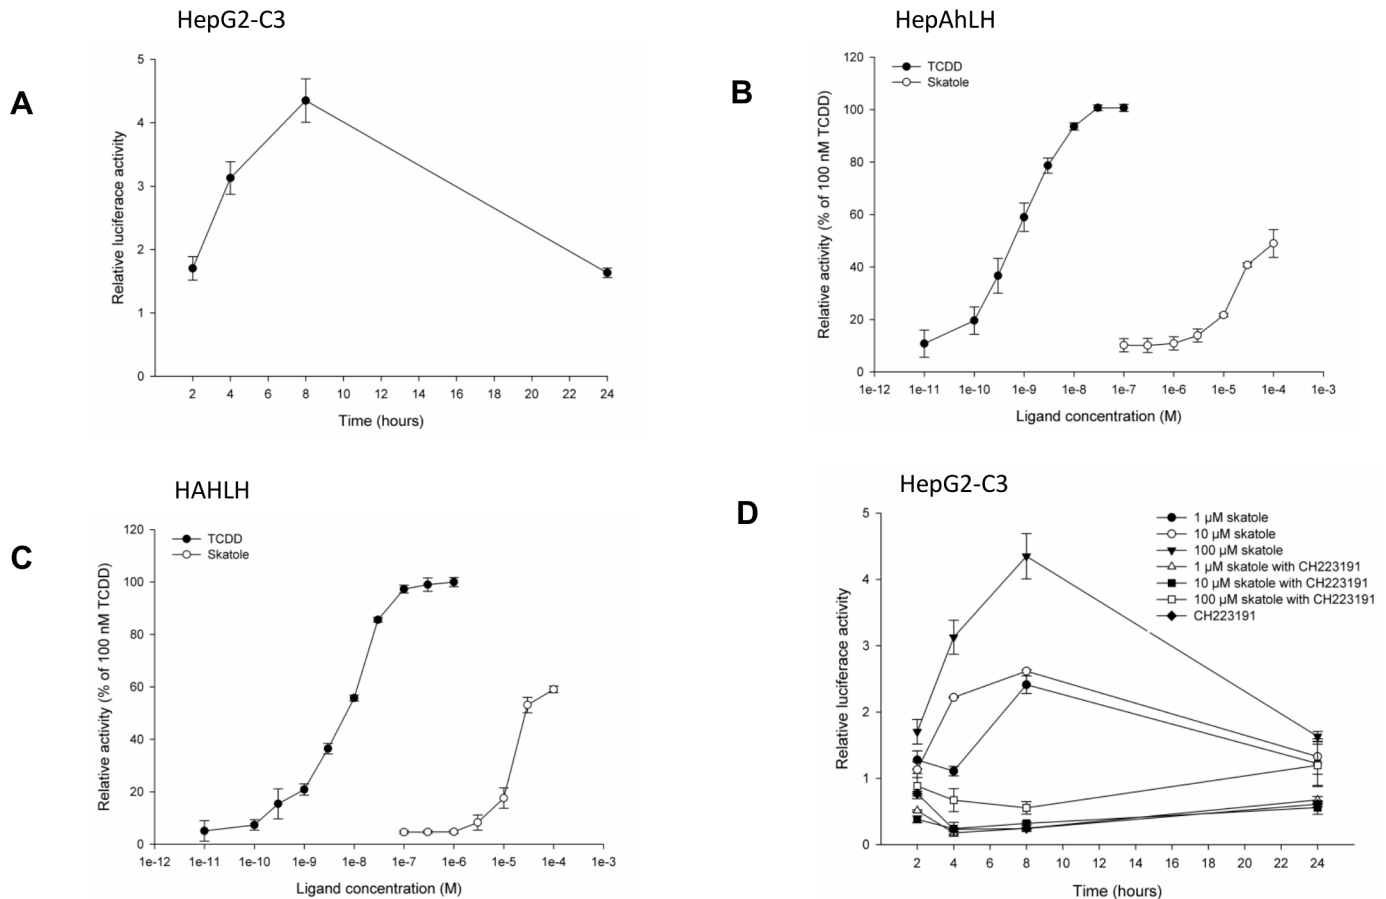 HepG2-C3
A
5
4
3
2
1
0
Relative luciferace activity
2 4 6 8 10 12 14 16 18 20 22 24
Time (hours)
HepAhLH
B
TCDD
Skatole
120
100
80
60
40
20
0
Relative activity (% of 100 nM TCDD)
1e-12 1e-11 1e-10 1e-9 1e-8 1e-7 1e-6 1e-5 1e-4 1e-3
Ligand concentration (M)
HAHLH
C
TCDD
Skatole
120
100
80
60
40
20
0
Relative activity (% of 100 nM TCDD)
1e-12 1e-11 1e-10 1e-9 1e-8 1e-7 1e-6 1e-5 1e-4 1e-3
Ligand concentration (M)
HepG2-C3
D
1 µM skatole
10 µM skatole
100 µM skatole
1 µM skatole with CH223191
10 µM skatole with CH223191
100 µM skatole with CH223191
CH223191
5
4
3
2
1
0
Relative luciferace activity
2 4 6 8 10 12 14 16 18 20 22 24
Time (hours)